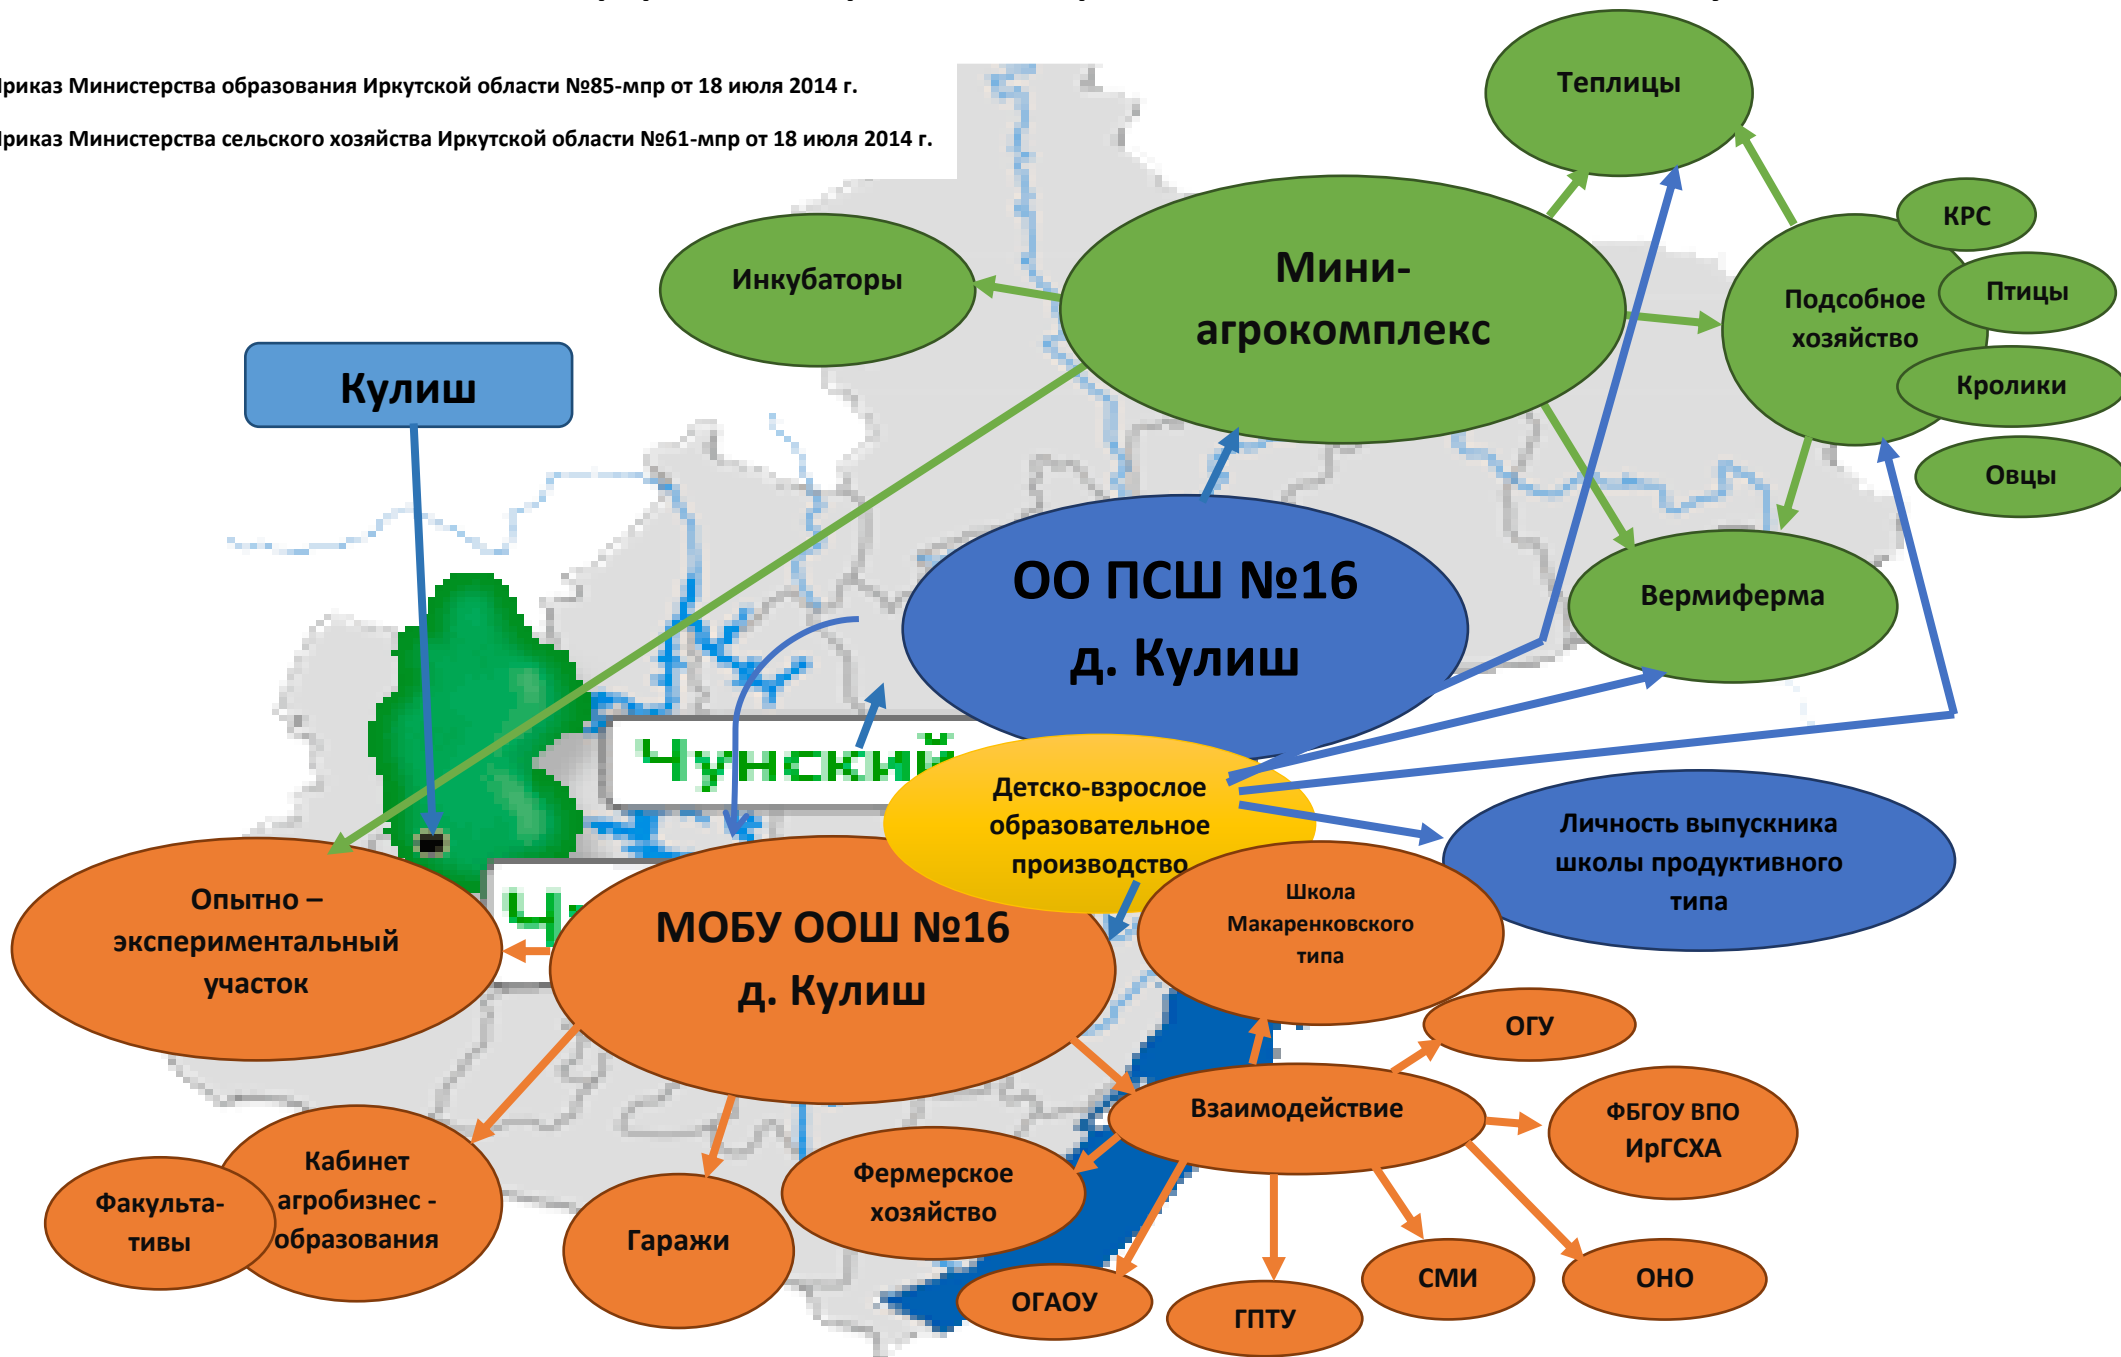 Приказ Министерства образования Иркутской области №85-мпр от 18 июля 2014 г.
Приказ Министерства сельского хозяйства Иркутской области №61-мпр от 18 июля 2014 г.
Теплицы
КРС
Инкубаторы
Мини-
агрокомплекс
Подсобное
хозяйство
Птицы
Кролики
Овцы
Кулиш
ОО ПСШ №16
д. Кулиш
Вермиферма
Чунский
Детско-взрослое
образовательное
производство
Личность выпускника
школы продуктивного
типа
Опытно –
экспериментальный
участок
МОБУ ООШ №16
д. Кулиш
Школа
Макаренковского
типа
ОГУ
Взаимодействие
ФБГОУ ВПО
ИрГСХА
Факульта-
тивы
Кабинет
агробизнес -
образования
Гаражи
Фермерское
хозяйство
ОГАОУ
ГПТУ
СМИ
ОНО